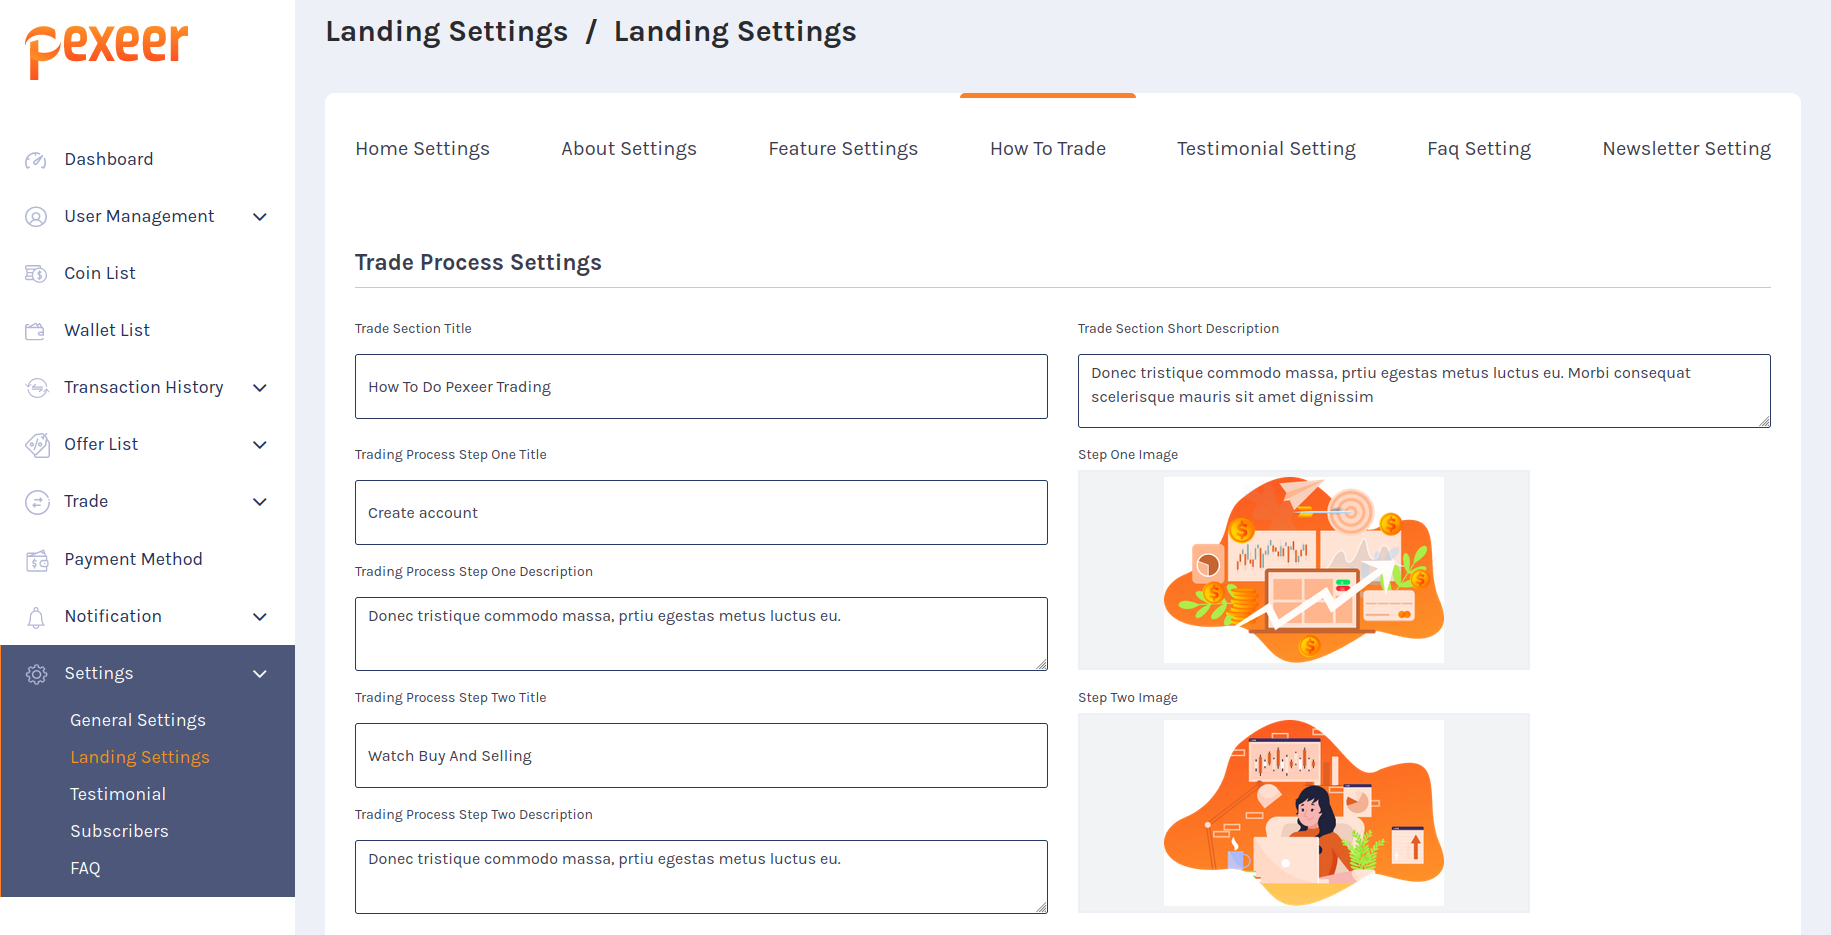 pexeer
Dashboard
User Management
Coin List
Wallet List
Transaction History
Offer List
Trade
Payment Method
Notification
Settings
General Settings
Landing Settings
Testimonial
Subscribers
FAQ
Landing Settings / Landing Settings
Home Settings
About Settings
Feature Settings
How To Trade
Testimonial Setting
Faq Setting
Newsletter Setting
Trade Process Settings
Trade Section Title
How To Do Pexeer Trading
Trade Section Short Description
Donec tristique commodo massa, prtiu egestas metus luctus eu. Morbi consequat
scelerisque mauris sit amet dignissim
Trading Process Step One Title
Create account
Step One Image
Trading Process Step One Description
Donec tristique commodo massa, prtiu egestas metus luctus eu.
Trading Process Step Two Title
Watch Buy And Selling
Step Two Image
Trading Process Step Two Description
Donec tristique commodo massa, prtiu egestas metus luctus eu.